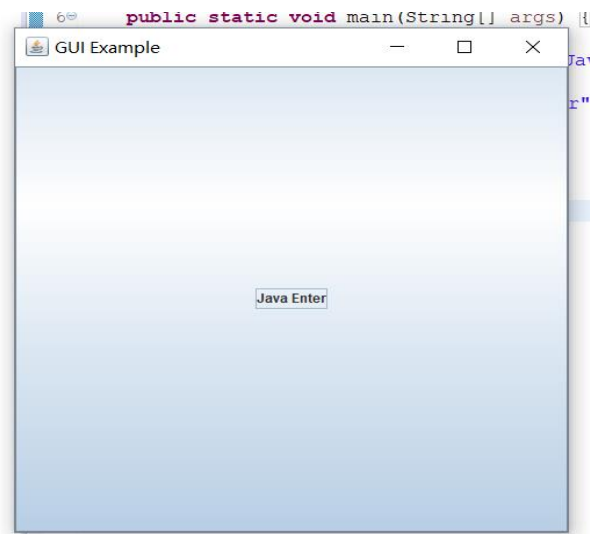 6 public static void main(String[] args) {
GUI Example
Jav
r"
Java Enter